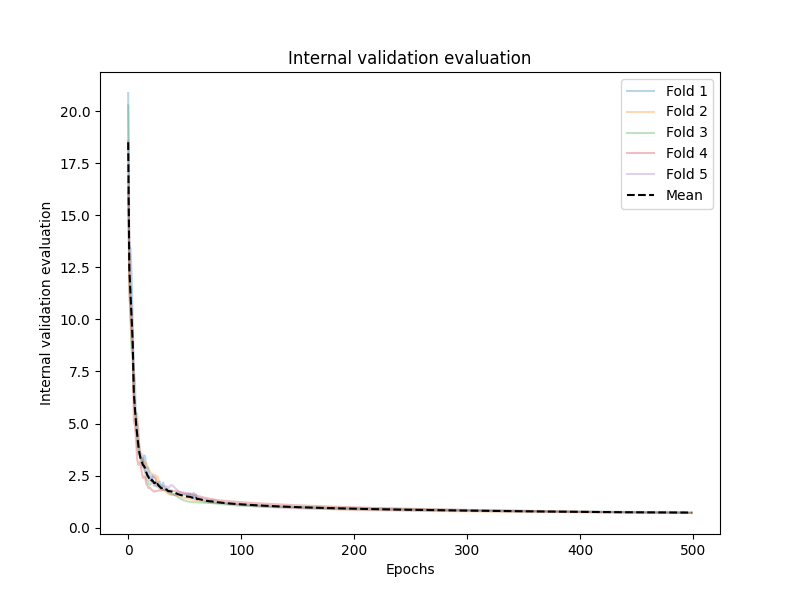 Internal validation evaluation
Internal validation evaluation
20.0
17.5
15.0
12.5
10.0
7.5
5.0
2.5
0.0
Fold 1
Fold 2
Fold 3
Fold 4
Fold 5
Mean
0 100 200 300 400 500
Epochs